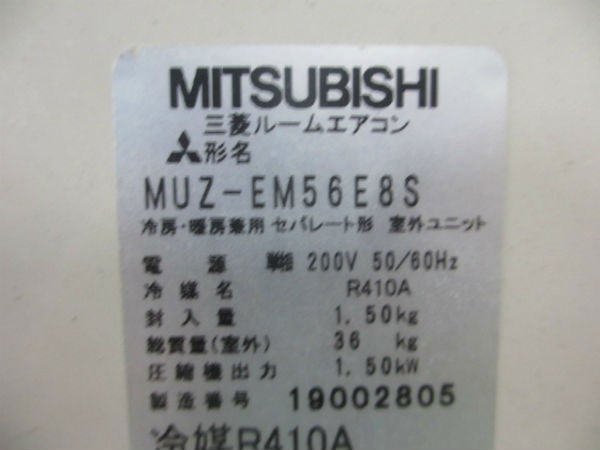 MITSUBISHI
三菱ルームエアコン
形名
MUZ-EM56E8S
冷房・暖房兼用 セパレート形 室外ユニット
電源 単相 200V 50/60Hz
冷媒名 R410A
封入量 1,50kg
総質量(室外) 36 kg
圧縮機出力 1,50kW
製造番号 19002805
冷媒R410A